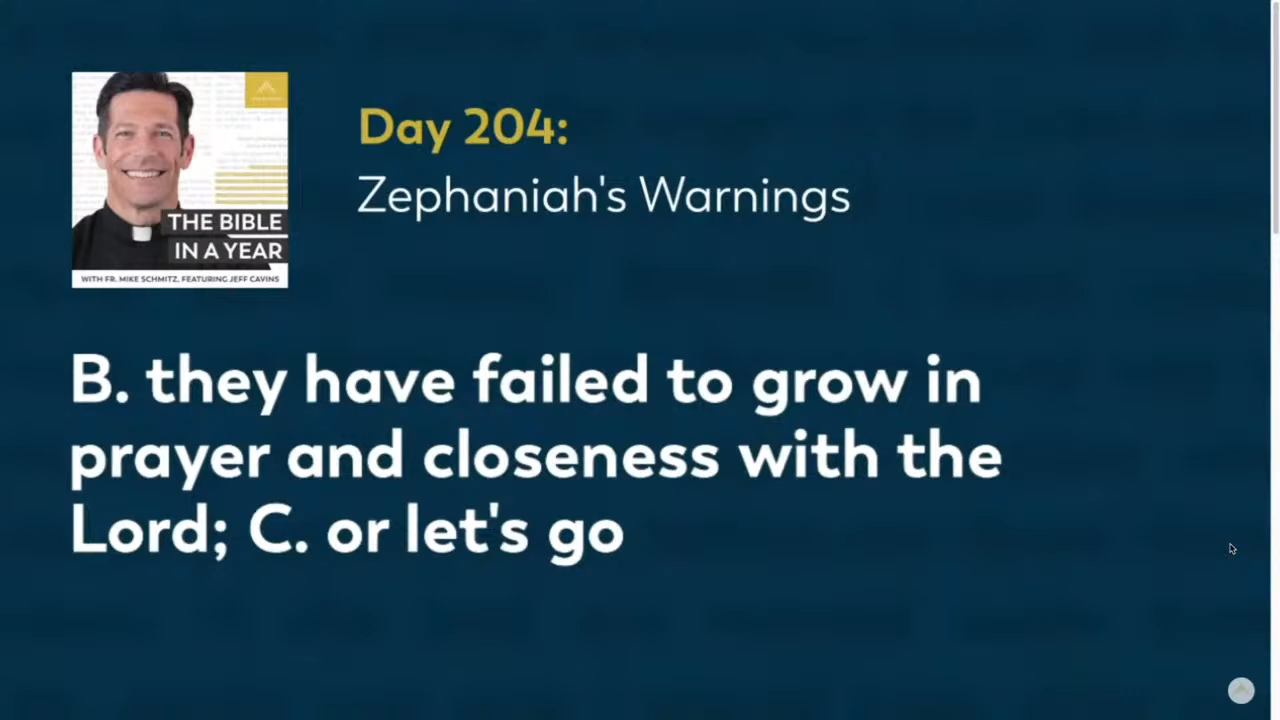 Day 204:
Zephaniah's Warnings
THE BIBLE
IN A YEAR
WITH FR. MIKE SCHMITZ, FEATURING JEFF CAVINS
B. they have failed to grow in
prayer and closeness with the
Lord; C. or let's go